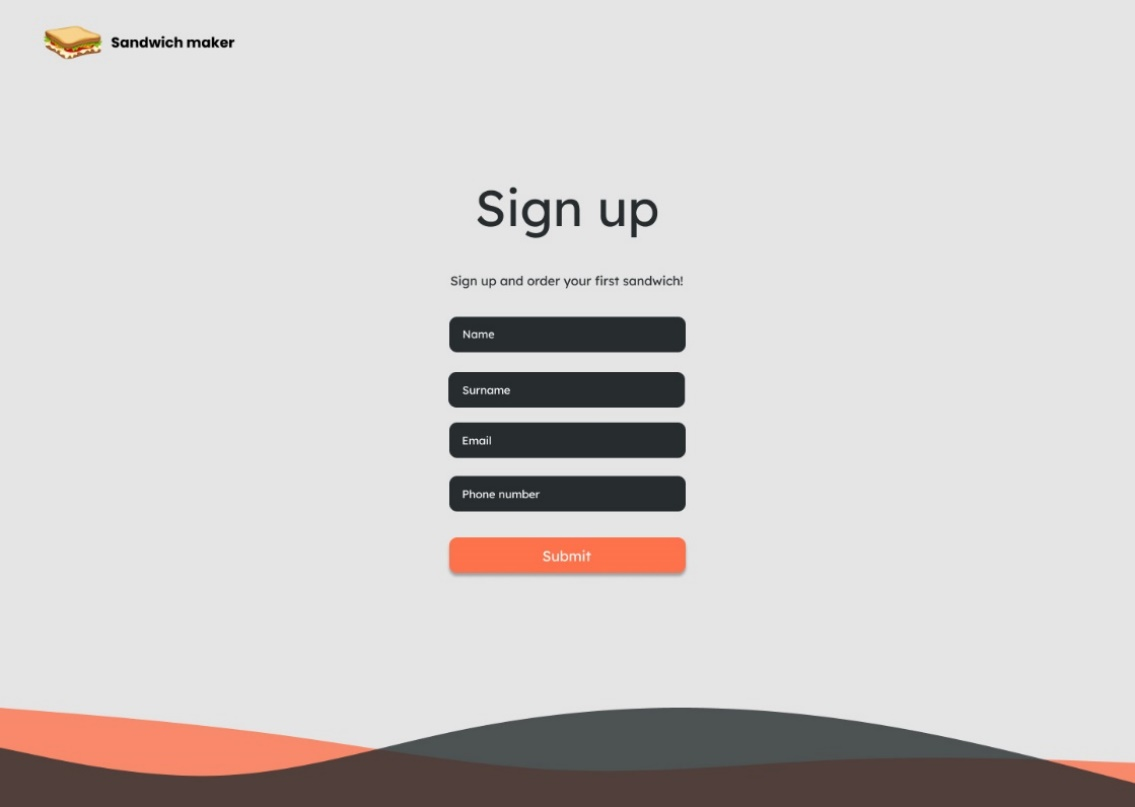 Sandwich maker
Sign up
Sign up and order your first sandwich!
Name
Surname
Email
Phone number
Submit